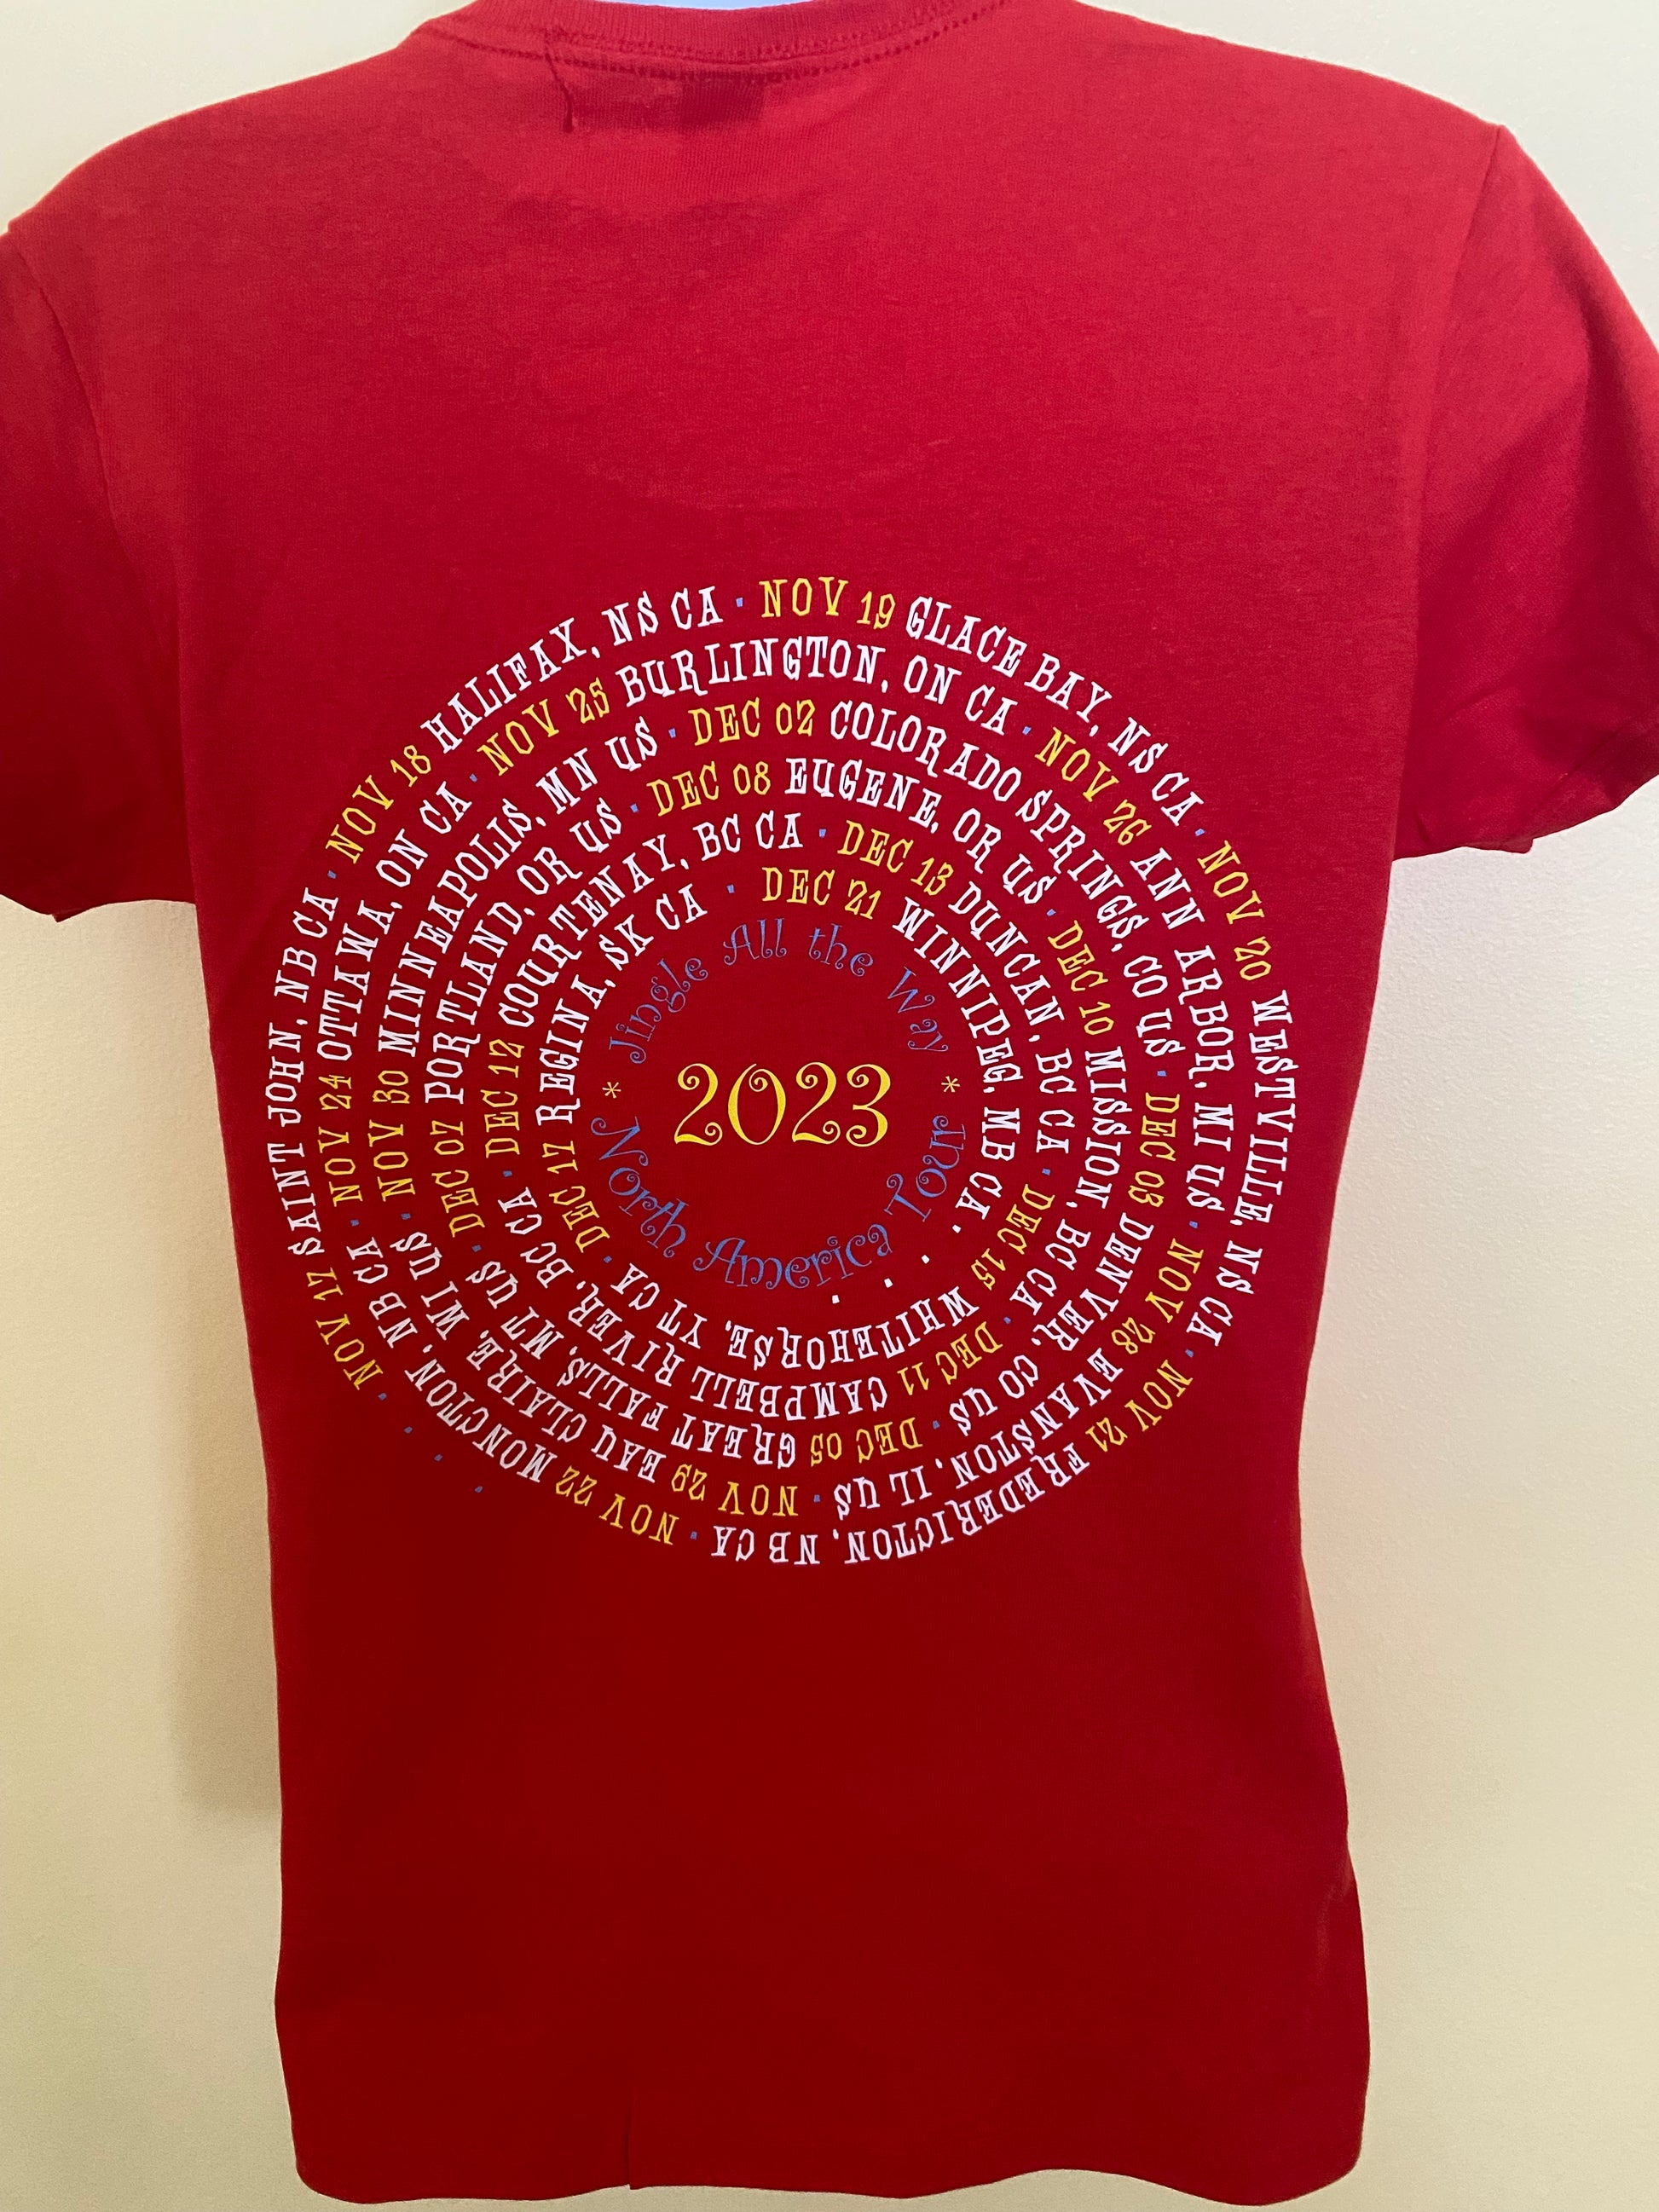 NOV 17 SAINT JOHN, NB CA ·
NOV 18 HALIFAX, NS CA ·
NOV 19 GLACE BAY, NS CA ·
NOV 20 WESTVILLE, NS CA ·
NOV 21 FREDERICTON, NB CA ·
NOV 22 MONCTON, NB CA ·
NOV 24 OTTAWA, ON CA ·
NOV 25 BURLINGTON, ON CA ·
NOV 26 ANN ARBOR, MI US ·
NOV 28 EVANSTON, IL US ·
NOV 29 EAU CLAIRE, WI US ·
NOV 30 MINNEAPOLIS, MN US ·
DEC 02 COLORADO SPRINGS, CO US ·
DEC 03 DENVER, CO US ·
DEC 05 GREAT FALLS, MT US ·
DEC 07 PORTLAND, OR US ·
DEC 08 EUGENE, OR US ·
DEC 10 MISSION, BC CA ·
DEC 11 CAMPBELL RIVER, BC CA ·
DEC 12 COURTENAY, BC CA ·
DEC 13 DUNCAN, BC CA ·
DEC 15 WHITEHORSE, YT CA ·
DEC 17 REGINA, SK CA ·
DEC 21 WINNIPEG, MB CA · · · ·
Jingle All the Way
* 2023 *
North America Tour